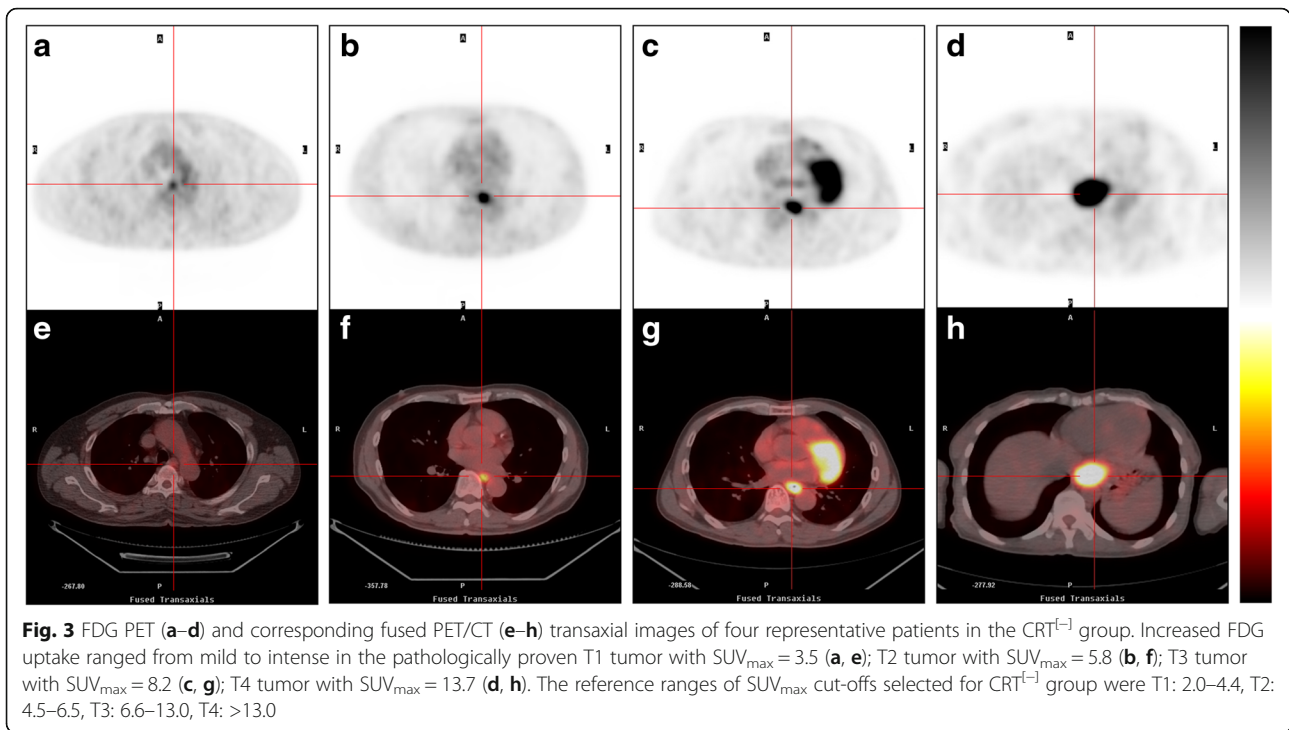 a
b
c
d
A
A
A
A
R
L
R
L
R
L
R
L
P
P
P
P
e
f
g
h
A
A
A
A
R
L
R
L
R
L
R
L
-267.80
P
-357.78
P
-288.58
P
-277.92
P
Fused Transaxials
Fused Transaxials
Fused Transaxials
Fused Transaxials
Fig. 3 FDG PET (a–d) and corresponding fused PET/CT (e–h) transaxial images of four representative patients in the CRT[−] group. Increased FDG
uptake ranged from mild to intense in the pathologically proven T1 tumor with SUVmax = 3.5 (a, e); T2 tumor with SUVmax = 5.8 (b, f); T3 tumor
with SUVmax = 8.2 (c, g); T4 tumor with SUVmax = 13.7 (d, h). The reference ranges of SUVmax cut-offs selected for CRT[−] group were T1: 2.0–4.4, T2:
4.5–6.5, T3: 6.6–13.0, T4: >13.0